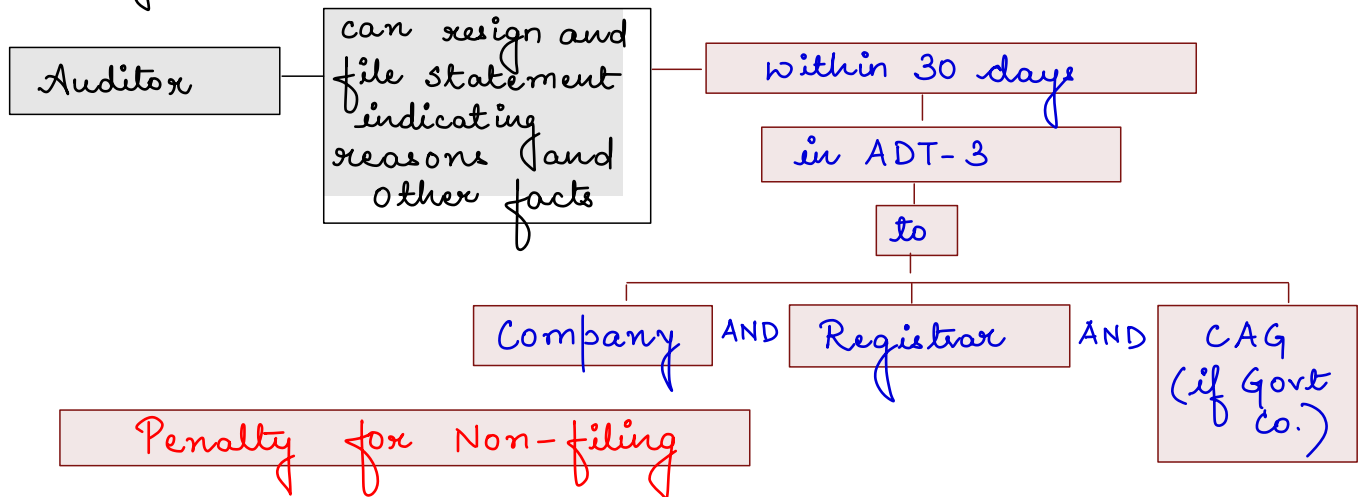 Auditor
can resign and
file statement
indicating
reasons and
other facts
within 30 days
in ADT-3
to
Company AND Registrar AND CAG
(if Govt
co.)
Penalty for Non-filing